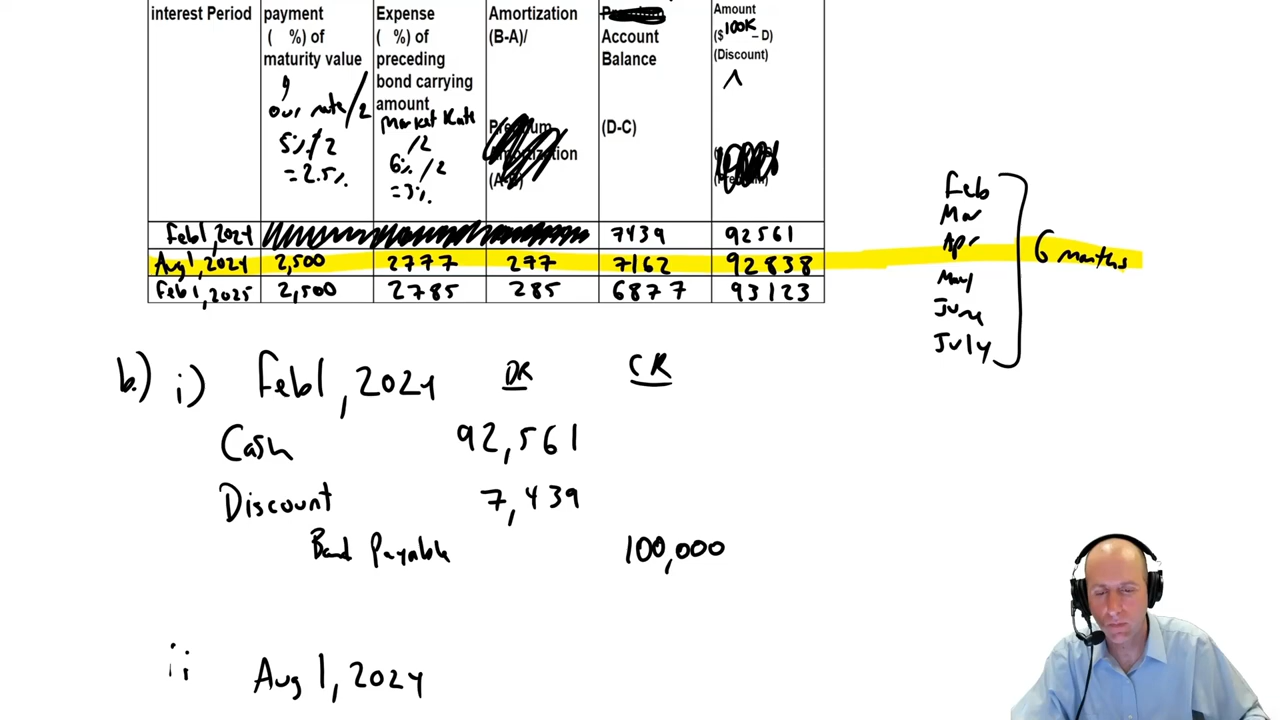 interest Period
payment
( %) of
maturity value
our rate/2
5%/2
= 2.5%
Expense
( %) of
preceding
bond carrying
amount
Market Rate
/2
6%/2
= 3%
Amortization
(B-A)/
Account
Balance
(D-C)
Amount
($100K – D)
(Discount)
Feb 1, 2024 7439 92561
Aug 1, 2024 2,500 2777 277 7162 92838
Feb 1, 2025 2,500 2785 285 6877 93123
Feb
Mar
Apr
May
June
July
6 months
b.) i) Feb 1, 2024 DR CR
Cash 92,561
Discount 7,439
Bond Payable 100,000
ii Aug 1, 2024